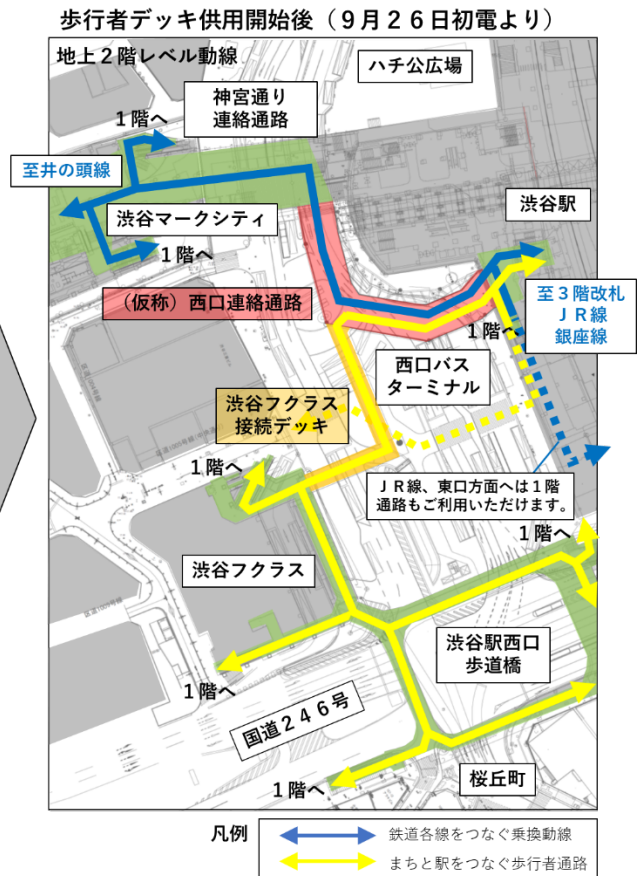 歩行者デッキ供用開始後（９月２６日初電より）
地上２階レベル動線
ハチ公広場
神宮通り
連絡通路
１階へ
至井の頭線
渋谷マークシティ
渋谷駅
１階へ
（仮称）西口連絡通路
至３階改札
ＪＲ線
銀座線
１階へ
西口バス
ターミナル
渋谷フクラス
接続デッキ
１階へ
ＪＲ線、東口方面へは１階
通路もご利用いただけます。
１階へ
渋谷フクラス
渋谷駅西口
歩道橋
１階へ
国道２４６号
桜丘町
１階へ
凡例
鉄道各線をつなぐ乗換動線
まちと駅をつなぐ歩行者通路